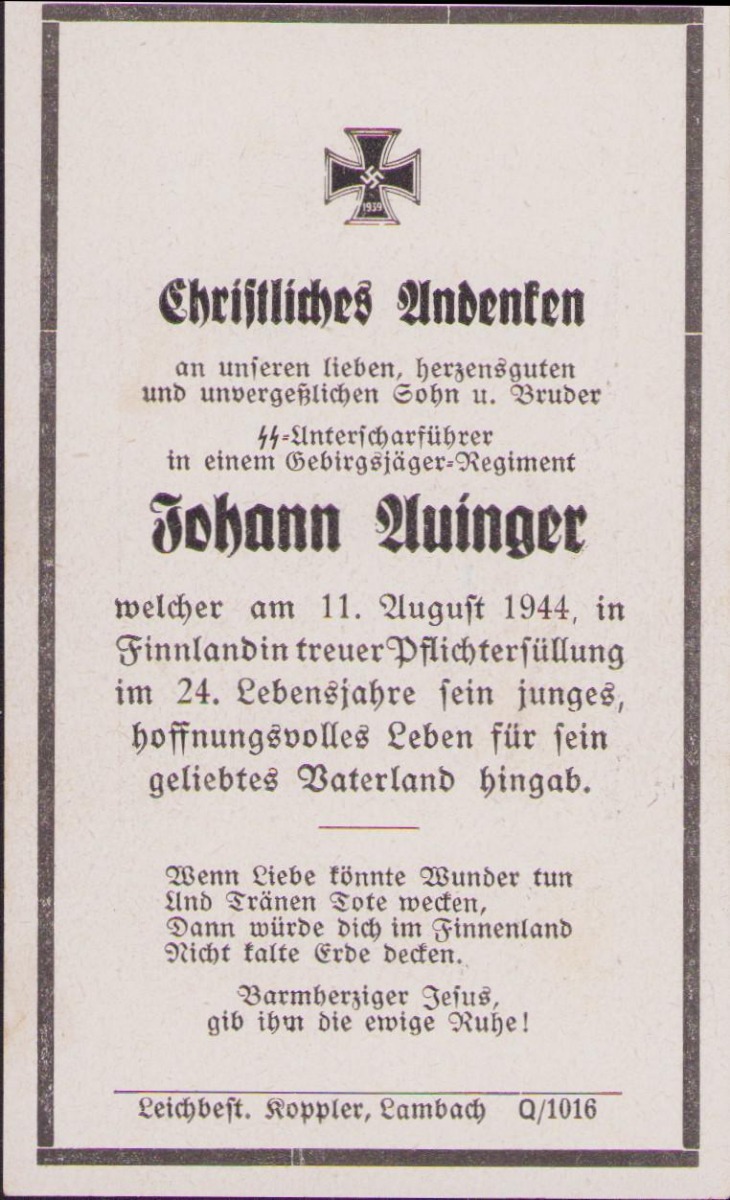 1939
Christliches Andenken
an unseren lieben, herzensguten
und unvergeßlichen Sohn u. Bruder
ᛋᛋ-Unterscharführer
in einem Gebirgsjäger-Regiment
Johann Auinger
welcher am 11. August 1944, in
Finnland in treuer Pflichterfüllung
im 24. Lebensjahre sein junges,
hoffnungsvolles Leben für sein
geliebtes Vaterland hingab.
Wenn Liebe könnte Wunder tun
Und Tränen Tote wecken,
Dann würde dich im Finnenland
Nicht kalte Erde decken.
Barmherziger Jesus,
gib ihm die ewige Ruhe!
Leichbest. Koppler, Lambach Q/1016